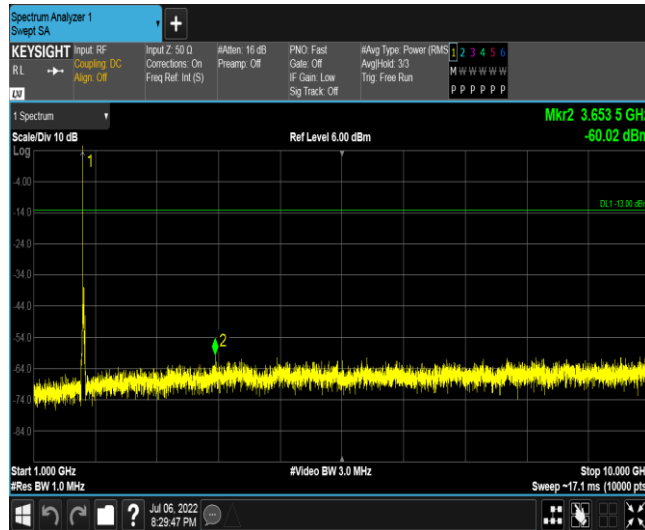 Spectrum Analyzer 1
Swept SA
+
KEYSIGHT Input: RF Input Z: 50 Ω #Atten: 16 dB PNO: Fast #Avg Type: Power (RMS 1 2 3 4 5 6
RL Coupling: DC Corrections: On Preamp: Off Gate: Off Avg|Hold: 3/3 M W W W W W
Align: Off Freq Ref: Int (S) IF Gain: Low Trig: Free Run
LXI Sig Track: Off P P P P P P
1 Spectrum Mkr2 3.653 5 GHz
Scale/Div 10 dB Ref Level 6.00 dBm -60.02 dBm
Log
1
-4.00
DL1 -13.00 dBm
-14.0
-24.0
-34.0
-44.0
-54.0
2
-64.0
-74.0
-84.0
Start 1.000 GHz #Video BW 3.0 MHz Stop 10.000 GHz
#Res BW 1.0 MHz Sweep ~17.1 ms (10000 pts
? Jul 06, 2022
8:29:47 PM